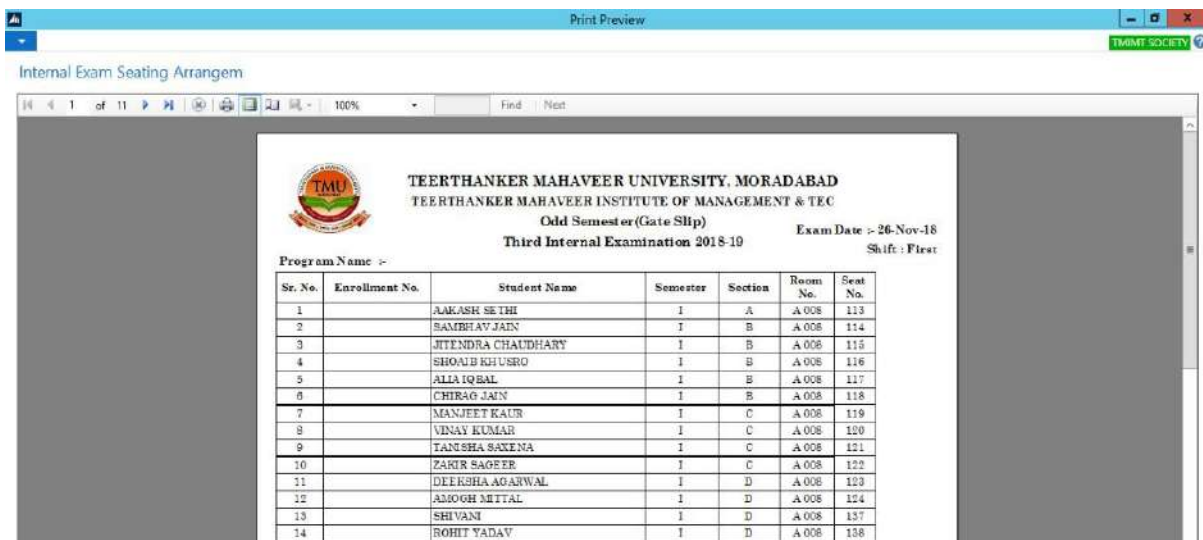 Print Preview
TMIMT SOCIETY
Internal Exam Seating Arrangem
1 of 11 100% Find Next
TMU
TEERTHANKER MAHAVEER UNIVERSITY, MORADABAD
TEERTHANKER MAHAVEER INSTITUTE OF MANAGEMENT & TEC
Odd Semester(Gate Slip)
Exam Date :- 26-Nov-18
Third Internal Examination 2018-19
Shift : First
Program Name :-
Sr. No. Enrollment No. Student Name Semester Section Room No. Seat No.
1 AAKASH SETHI I A A 008 113
2 SAMBHAV JAIN I B A 008 114
3 JITENDRA CHAUDHARY I B A 008 115
4 SHOAIB KHUSRO I B A 008 116
5 ALIA IQBAL I B A 008 117
6 CHIRAG JAIN I B A 008 118
7 MANJEET KAUR I C A 008 119
8 VINAY KUMAR I C A 008 120
9 TANISHA SAXENA I C A 008 121
10 ZAKIR SAGEER I C A 008 122
11 DEEKSHA AGARWAL I D A 008 123
12 AMOGH MITTAL I D A 008 124
13 SHIVANI I D A 008 137
14 ROHIT YADAV I D A 008 138